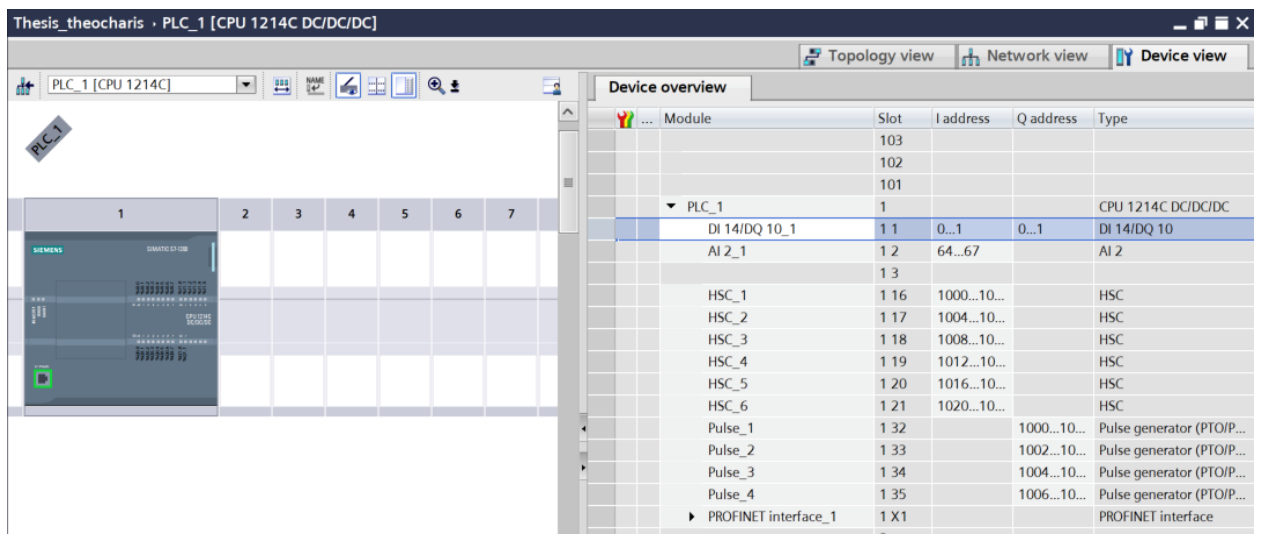 Thesis_theocharis › PLC_1 [CPU 1214C DC/DC/DC]
Topology view Network view Device view
PLC_1 [CPU 1214C]
NAME
Device overview
... Module Slot I address Q address Type
103
102
101
PLC_1 1 CPU 1214C DC/DC/DC
DI 14/DQ 10_1 1 1 0...1 0...1 DI 14/DQ 10
AI 2_1 1 2 64...67 AI 2
1 3
HSC_1 1 16 1000...10... HSC
HSC_2 1 17 1004...10... HSC
HSC_3 1 18 1008...10... HSC
HSC_4 1 19 1012...10... HSC
HSC_5 1 20 1016...10... HSC
HSC_6 1 21 1020...10... HSC
Pulse_1 1 32 1000...10... Pulse generator (PTO/P...
Pulse_2 1 33 1002...10... Pulse generator (PTO/P...
Pulse_3 1 34 1004...10... Pulse generator (PTO/P...
Pulse_4 1 35 1006...10... Pulse generator (PTO/P...
PROFINET interface_1 1 X1 PROFINET interface
PLC_1
1 2 3 4 5 6 7
SIEMENS SIMATIC S7-1200
CPU 1214C
DC/DC/DC